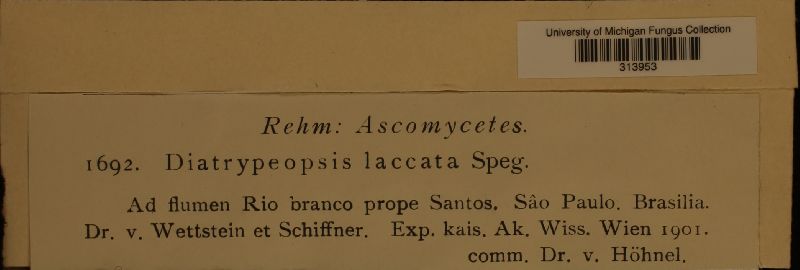 University of Michigan Fungus Collection
313953
Rehm: Ascomycetes.
1692. Diatrypeopsis laccata Speg.
Ad flumen Rio branco prope Santos. Sâo Paulo. Brasilia.
Dr. v. Wettstein et Schiffner. Exp. kais. Ak. Wiss. Wien 1901.
comm. Dr. v. Höhnel.